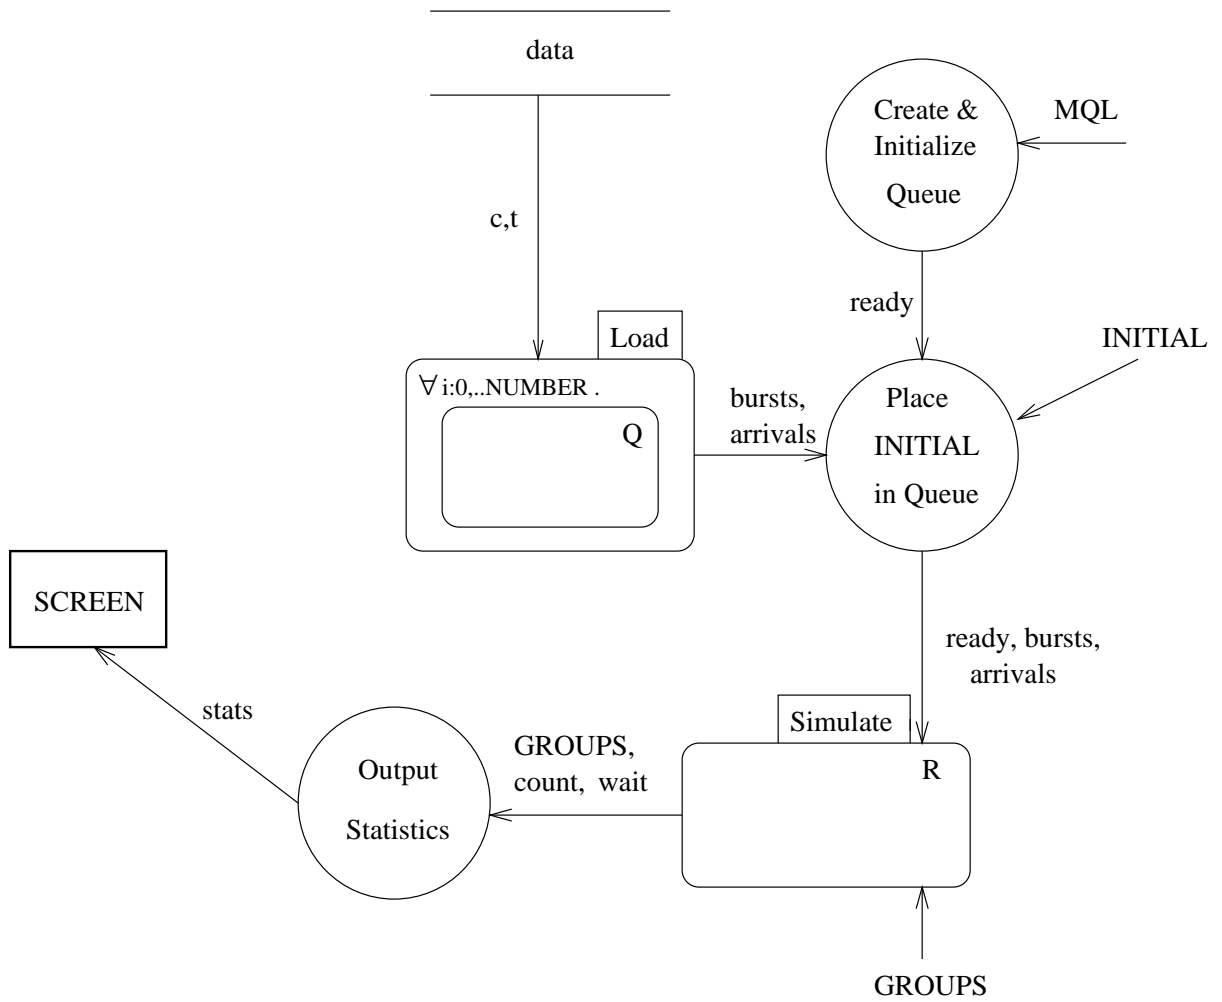 data
Create &
Initialize
Queue
MQL
c,t
ready
INITIAL
Load
∀ i:0,..NUMBER .
Q
bursts,
arrivals
Place
INITIAL
in Queue
SCREEN
ready, bursts,
arrivals
stats
Simulate
R
GROUPS,
count, wait
Output
Statistics
GROUPS